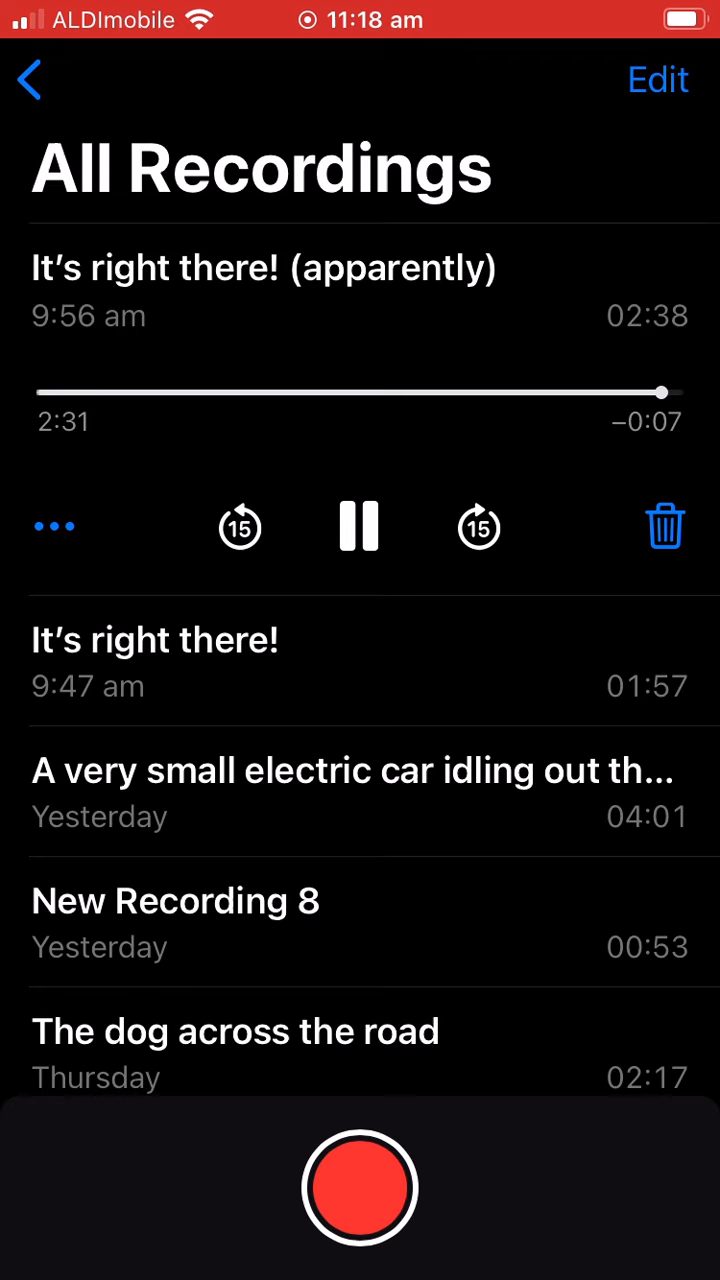 ALDImobile 11:18 am
Edit
All Recordings
It’s right there! (apparently)
9:56 am 02:38
2:31 –0:07
15 15
It’s right there!
9:47 am 01:57
A very small electric car idling out th...
Yesterday 04:01
New Recording 8
Yesterday 00:53
The dog across the road
Thursday 02:17